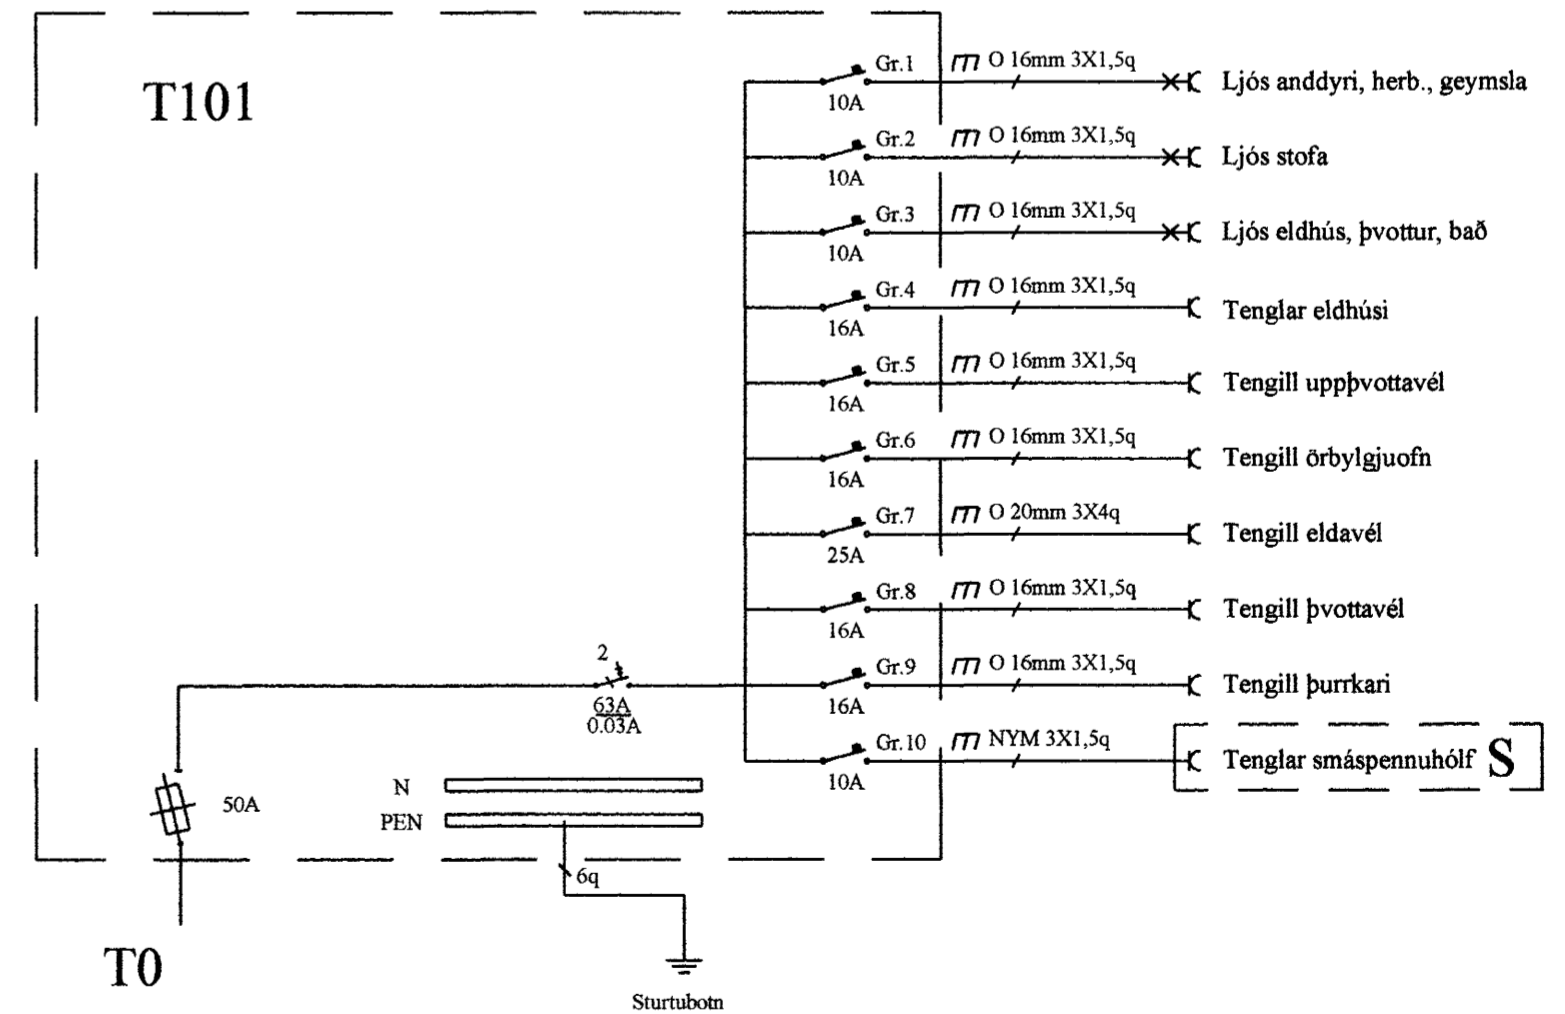 T101
Gr.1 O 16mm 3X1,5q
10A
Ljós anddyri, herb., geymsla
Gr.2 O 16mm 3X1,5q
10A
Ljós stofa
Gr.3 O 16mm 3X1,5q
10A
Ljós eldhús, þvottur, bað
Gr.4 O 16mm 3X1,5q
16A
Tenglar eldhúsi
Gr.5 O 16mm 3X1,5q
16A
Tengill uppþvottavél
Gr.6 O 16mm 3X1,5q
16A
Tengill örbylgjuofn
Gr.7 O 20mm 3X4q
25A
Tengill eldavél
Gr.8 O 16mm 3X1,5q
16A
Tengill þvottavél
2
63A
0.03A
Gr.9 O 16mm 3X1,5q
16A
Tengill þurrkari
Gr.10 NYM 3X1,5q
10A
Tenglar smáspennuhólf S
50A
N
PEN
6q
T0
Sturtubotn